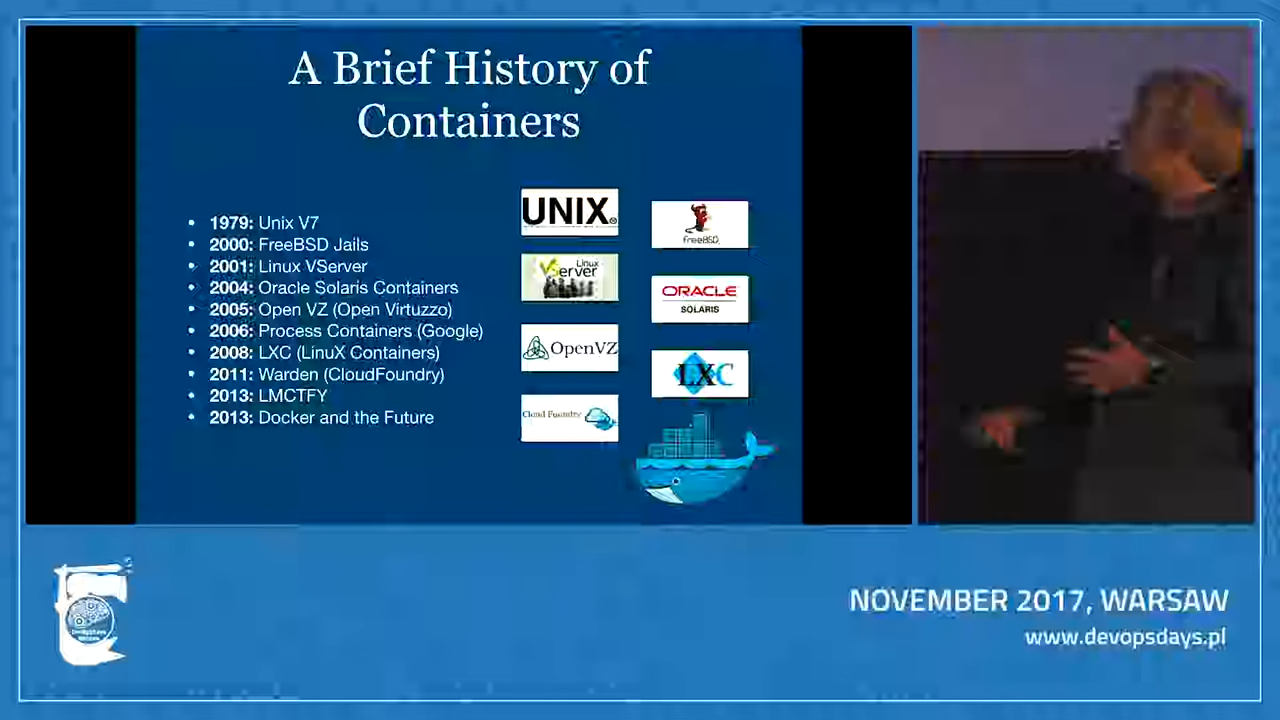 A Brief History of
Containers
• 1979: Unix V7
• 2000: FreeBSD Jails
• 2001: Linux VServer
• 2004: Oracle Solaris Containers
• 2005: Open VZ (Open Virtuzzo)
• 2006: Process Containers (Google)
• 2008: LXC (LinuX Containers)
• 2011: Warden (CloudFoundry)
• 2013: LMCTFY
• 2013: Docker and the Future
UNIX®
freeBSD
Linux
VServer
ORACLE
SOLARIS
OpenVZ
LXC
Cloud Foundry
NOVEMBER 2017, WARSAW
www.devopsdays.pl